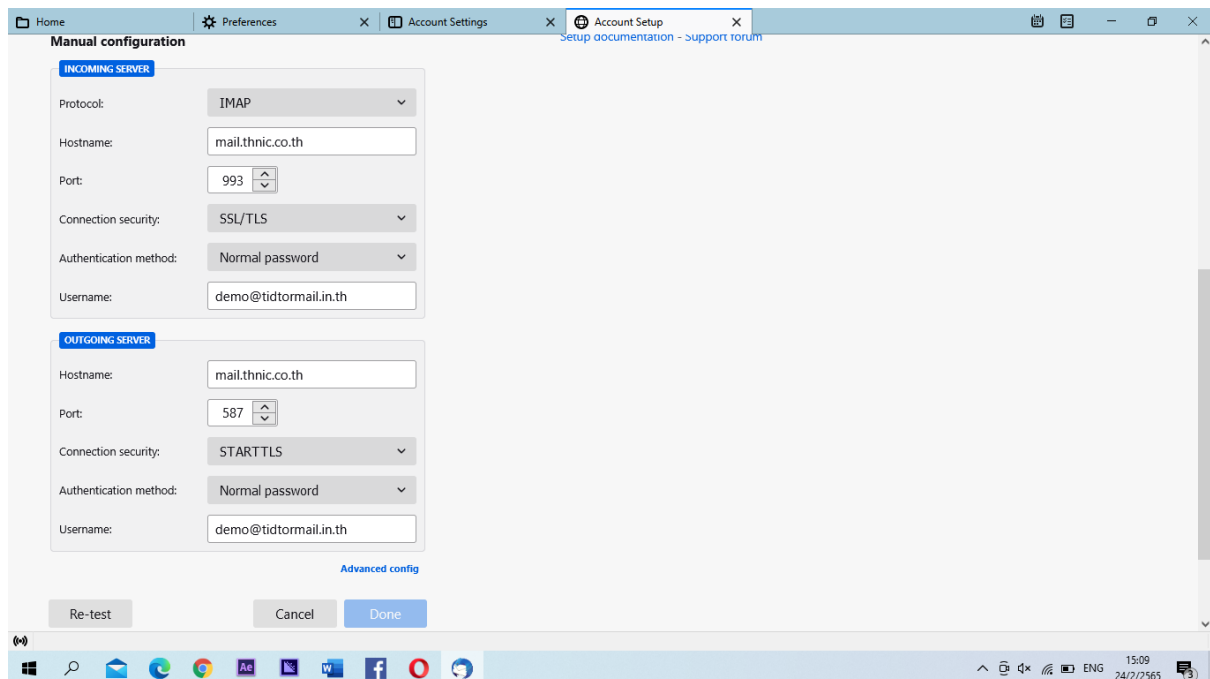 Home
Preferences
Account Settings
Account Setup
Manual configuration
Setup documentation - Support forum
INCOMING SERVER
Protocol: IMAP
Hostname: mail.thnic.co.th
Port: 993
Connection security: SSL/TLS
Authentication method: Normal password
Username: demo@tidtormail.in.th
OUTGOING SERVER
Hostname: mail.thnic.co.th
Port: 587
Connection security: STARTTLS
Authentication method: Normal password
Username: demo@tidtormail.in.th
Advanced config
Re-test Cancel Done
Ae
W
ENG
15:09
24/2/2565
3